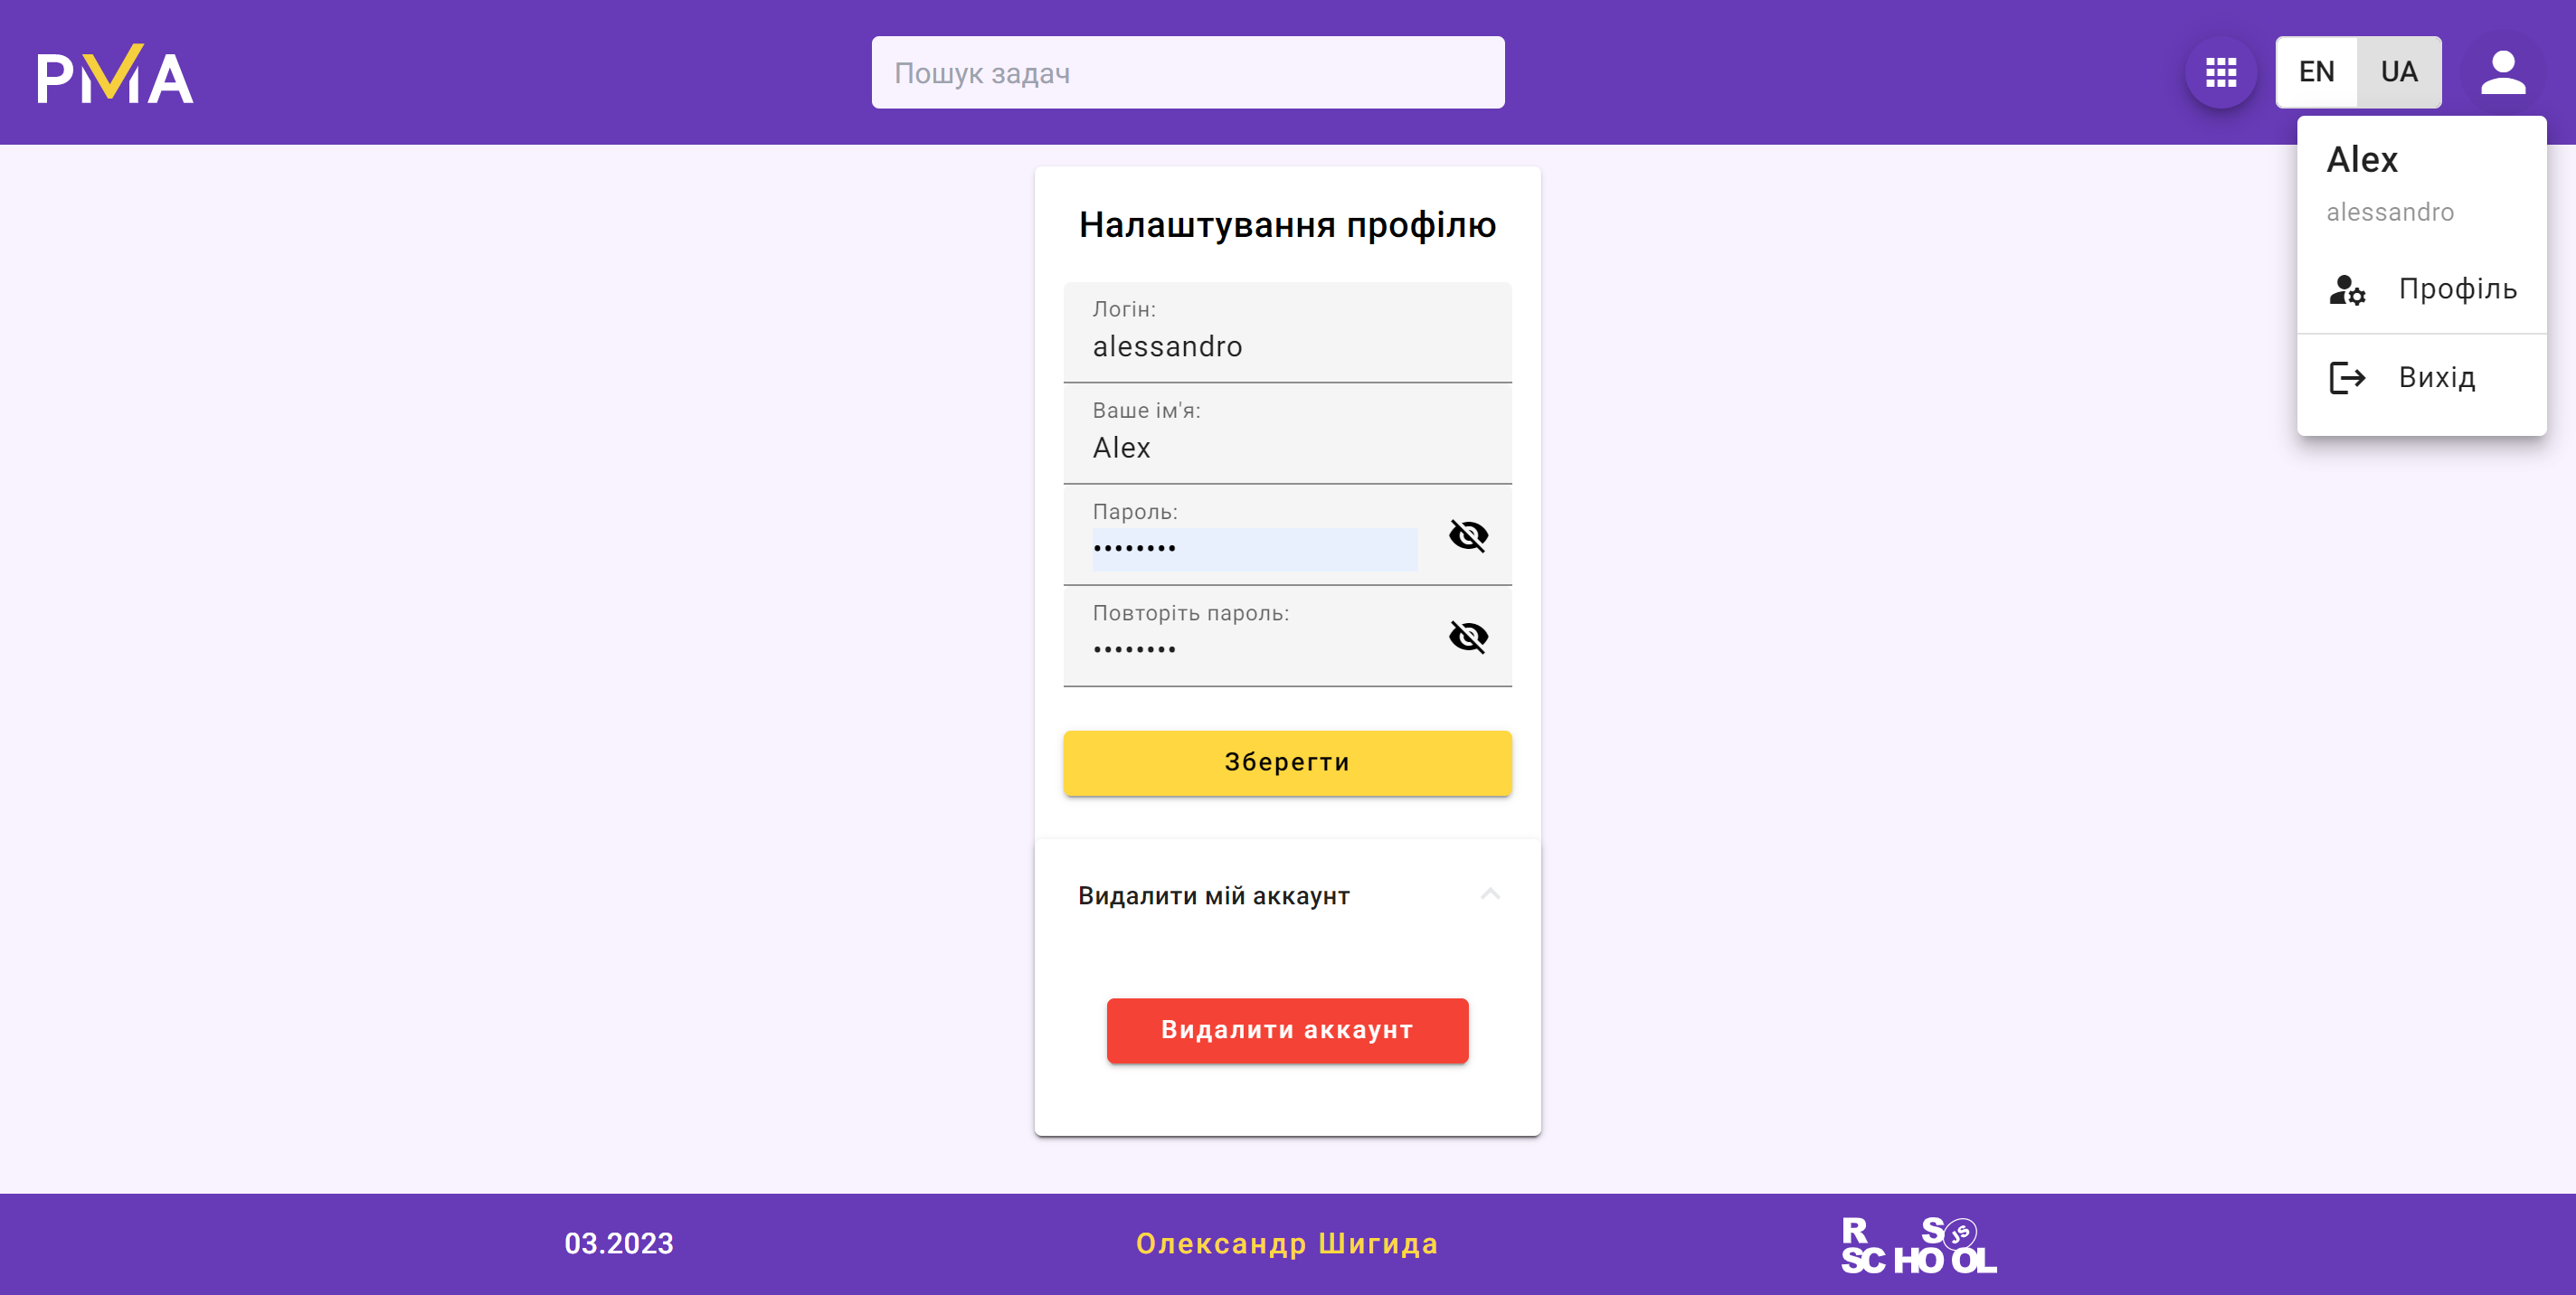 PMA
Пошук задач
EN
UA
Alex
alessandro
Профіль
Вихід
Налаштування профілю
Логін:
alessandro
Ваше ім'я:
Alex
Пароль:
••••••••
Повторіть пароль:
••••••••
Зберегти
Видалити мій аккаунт
Видалити аккаунт
03.2023
Олександр Шигида
RS JS
SCHOOL